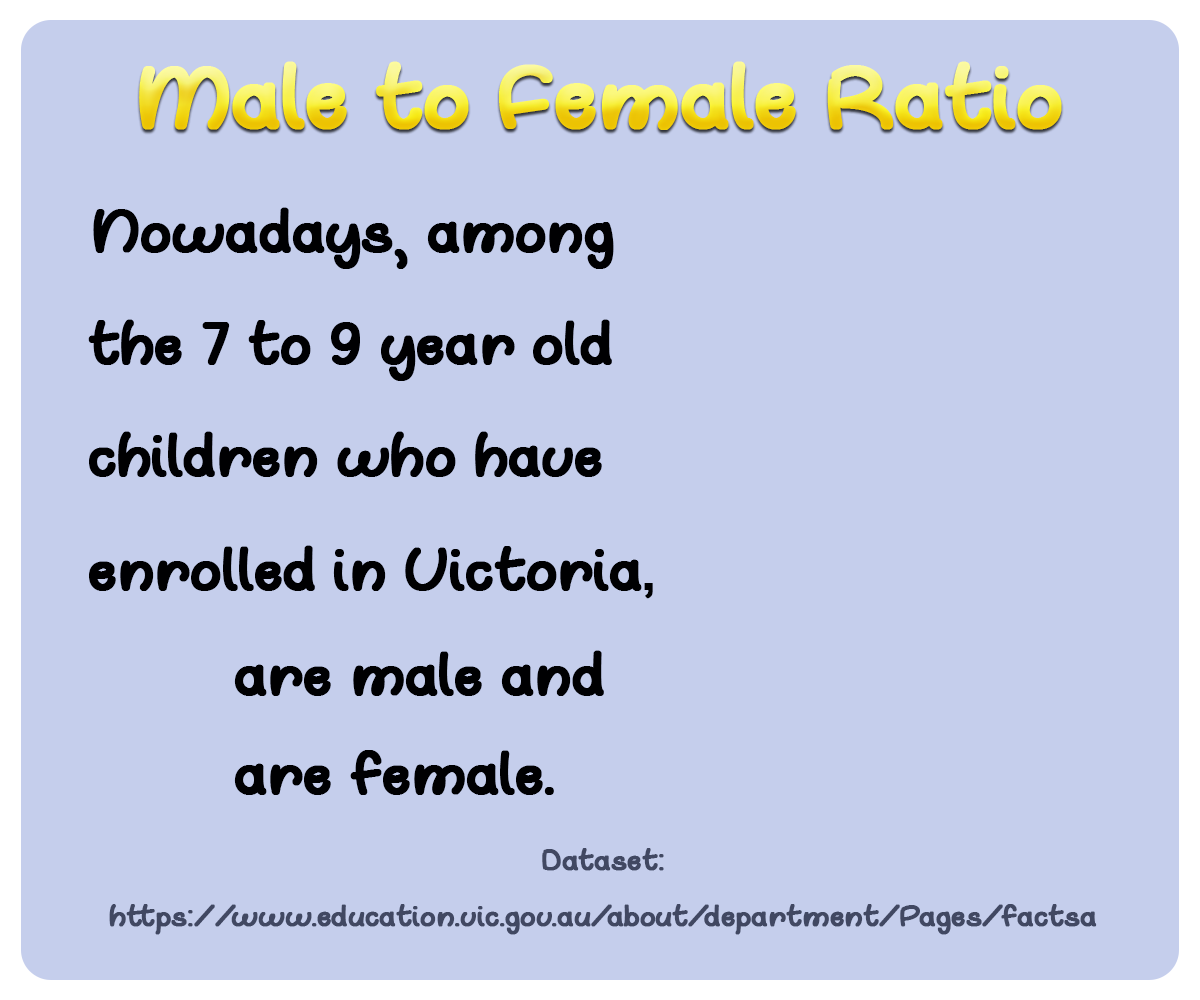 Male to Female Ratio
Nowadays, among
the 7 to 9 year old
children who have
enrolled in Victoria,
are male and
are female.
Dataset:
https://www.education.vic.gov.au/about/department/Pages/factsa